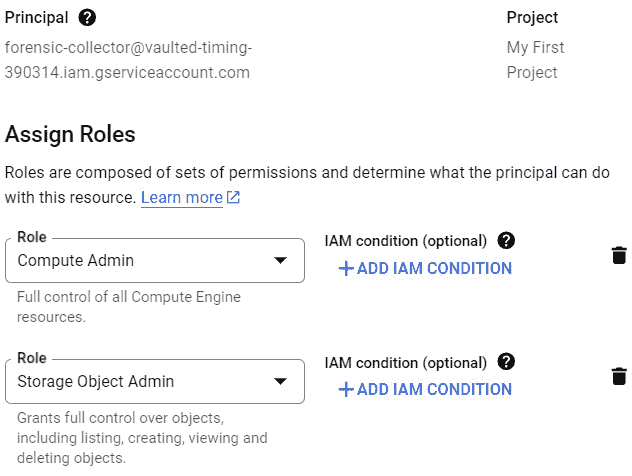 Principal
Project
forensic-collector@vaulted-timing-
390314.iam.gserviceaccount.com
My First
Project
Assign Roles
Roles are composed of sets of permissions and determine what the principal can do
with this resource. Learn more
Role
Compute Admin
IAM condition (optional)
+ADD IAM CONDITION
Full control of all Compute Engine
resources.
Role
Storage Object Admin
IAM condition (optional)
+ADD IAM CONDITION
Grants full control over objects,
including listing, creating, viewing and
deleting objects.